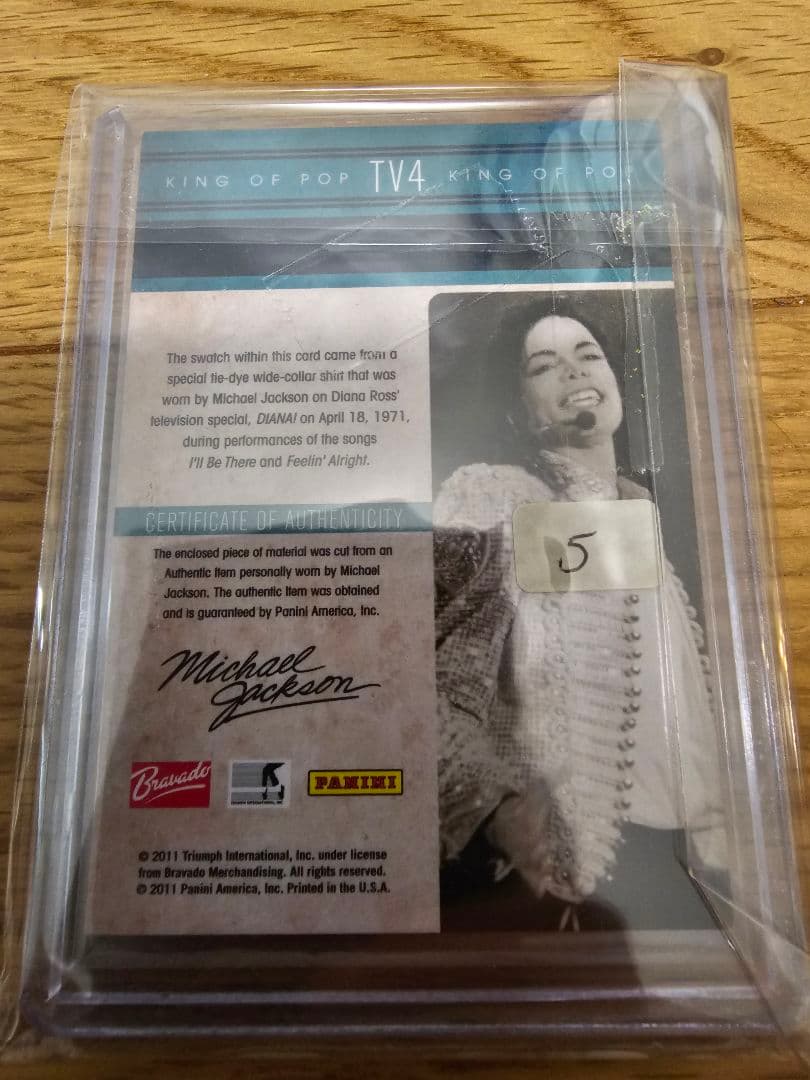 KING OF POP TV4 KING OF PO
The swatch within this card came from a
special tie-dye wide-collar shirt that was
worn by Michael Jackson on Diana Ross'
television special, DIANA! on April 18, 1971,
during performances of the songs
I'll Be There and Feelin' Alright.
CERTIFICATE OF AUTHENTICITY
The enclosed piece of material was cut from an
Authentic Item personally worn by Michael
Jackson. The authentic Item was obtained
and is guaranteed by Panini America, Inc.
5
Michael
Jackson
Bravado
PANINI
© 2011 Triumph International, Inc. under license
from Bravado Merchandising. All rights reserved.
© 2011 Panini America, Inc. Printed in the U.S.A.